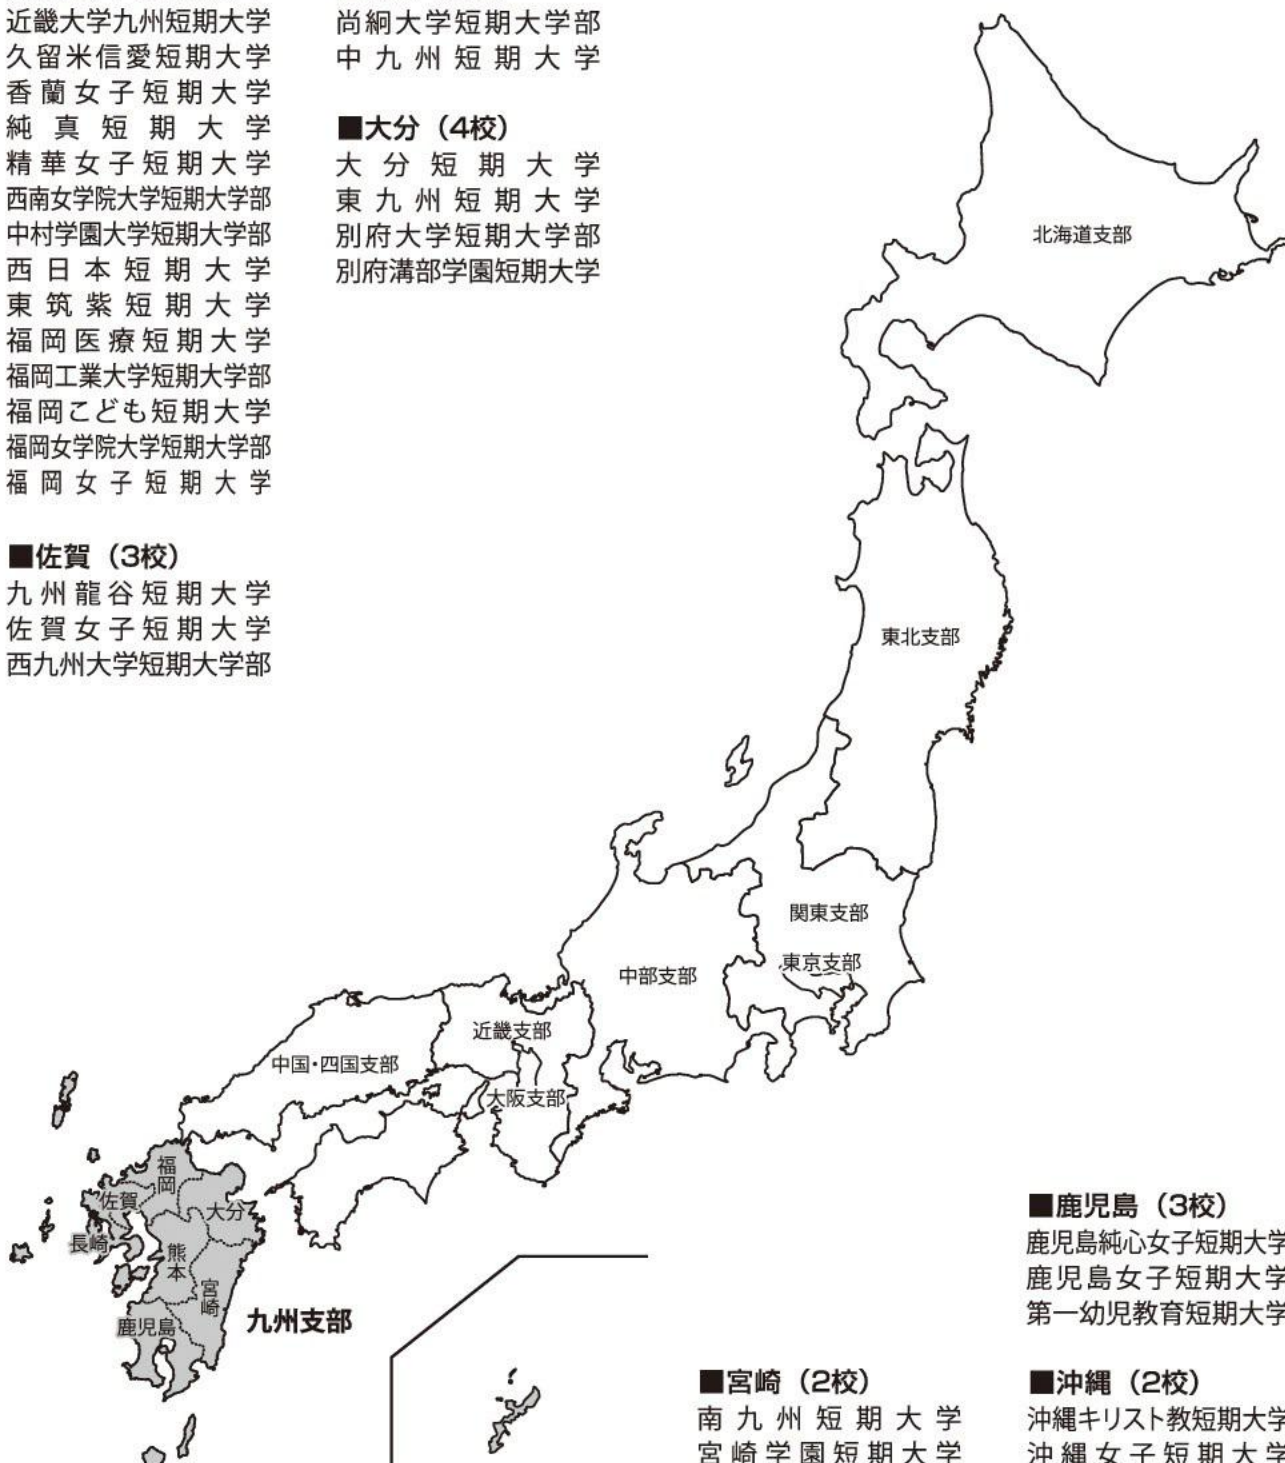 近畿大学九州短期大学
久留米信愛短期大学
香蘭女子短期大学
純真短期大学
精華女子短期大学
西南女学院大学短期大学部
中村学園大学短期大学部
西日本短期大学
東筑紫短期大学
福岡医療短期大学
福岡工業大学短期大学部
福岡こども短期大学
福岡女学院大学短期大学部
福岡女子短期大学
■佐賀（3校）
九州龍谷短期大学
佐賀女子短期大学
西九州大学短期大学部
尚絅大学短期大学部
中九州短期大学
■大分（4校）
大分短期大学
東九州短期大学
別府大学短期大学部
別府溝部学園短期大学
北海道支部
東北支部
関東支部
東京支部
中部支部
近畿支部
中国・四国支部
大阪支部
福岡
佐賀
大分
長崎
熊本
宮崎
鹿児島
九州支部
■宮崎（2校）
南九州短期大学
宮崎学園短期大学
■鹿児島（3校）
鹿児島純心女子短期大学
鹿児島女子短期大学
第一幼児教育短期大学
■沖縄（2校）
沖縄キリスト教短期大学
沖縄女子短期大学